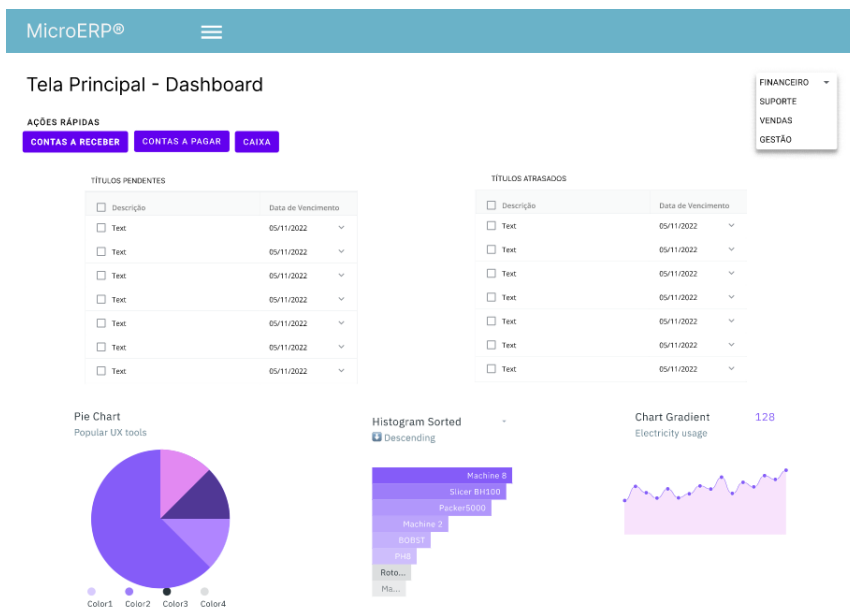 MicroERP®
Tela Principal - Dashboard
FINANCEIRO
SUPORTE
VENDAS
GESTÃO
AÇÕES RÁPIDAS
CONTAS A RECEBER CONTAS A PAGAR CAIXA
TÍTULOS PENDENTES
Descrição Data de Vencimento
Text 05/11/2022
Text 05/11/2022
Text 05/11/2022
Text 05/11/2022
Text 05/11/2022
Text 05/11/2022
Text 05/11/2022
TÍTULOS ATRASADOS
Descrição Data de Vencimento
Text 05/11/2022
Text 05/11/2022
Text 05/11/2022
Text 05/11/2022
Text 05/11/2022
Text 05/11/2022
Text 05/11/2022
Pie Chart
Popular UX tools
Color1 Color2 Color3 Color4
Histogram Sorted
Descending
Machine 8
Slicer BH100
Packer5000
Machine 2
BOBST
PH8
Roto...
Ma...
Chart Gradient 128
Electricity usage